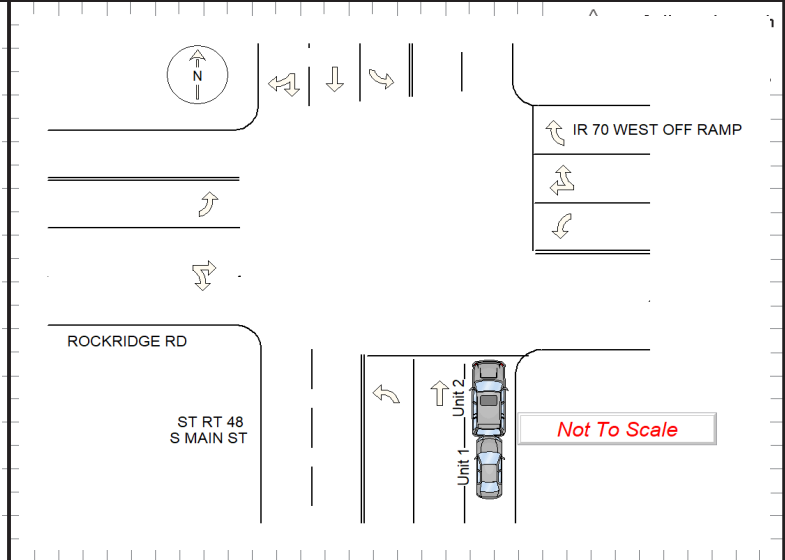 N
IR 70 WEST OFF RAMP
ROCKRIDGE RD
ST RT 48
S MAIN ST
Unit 2
Unit 1
Not To Scale